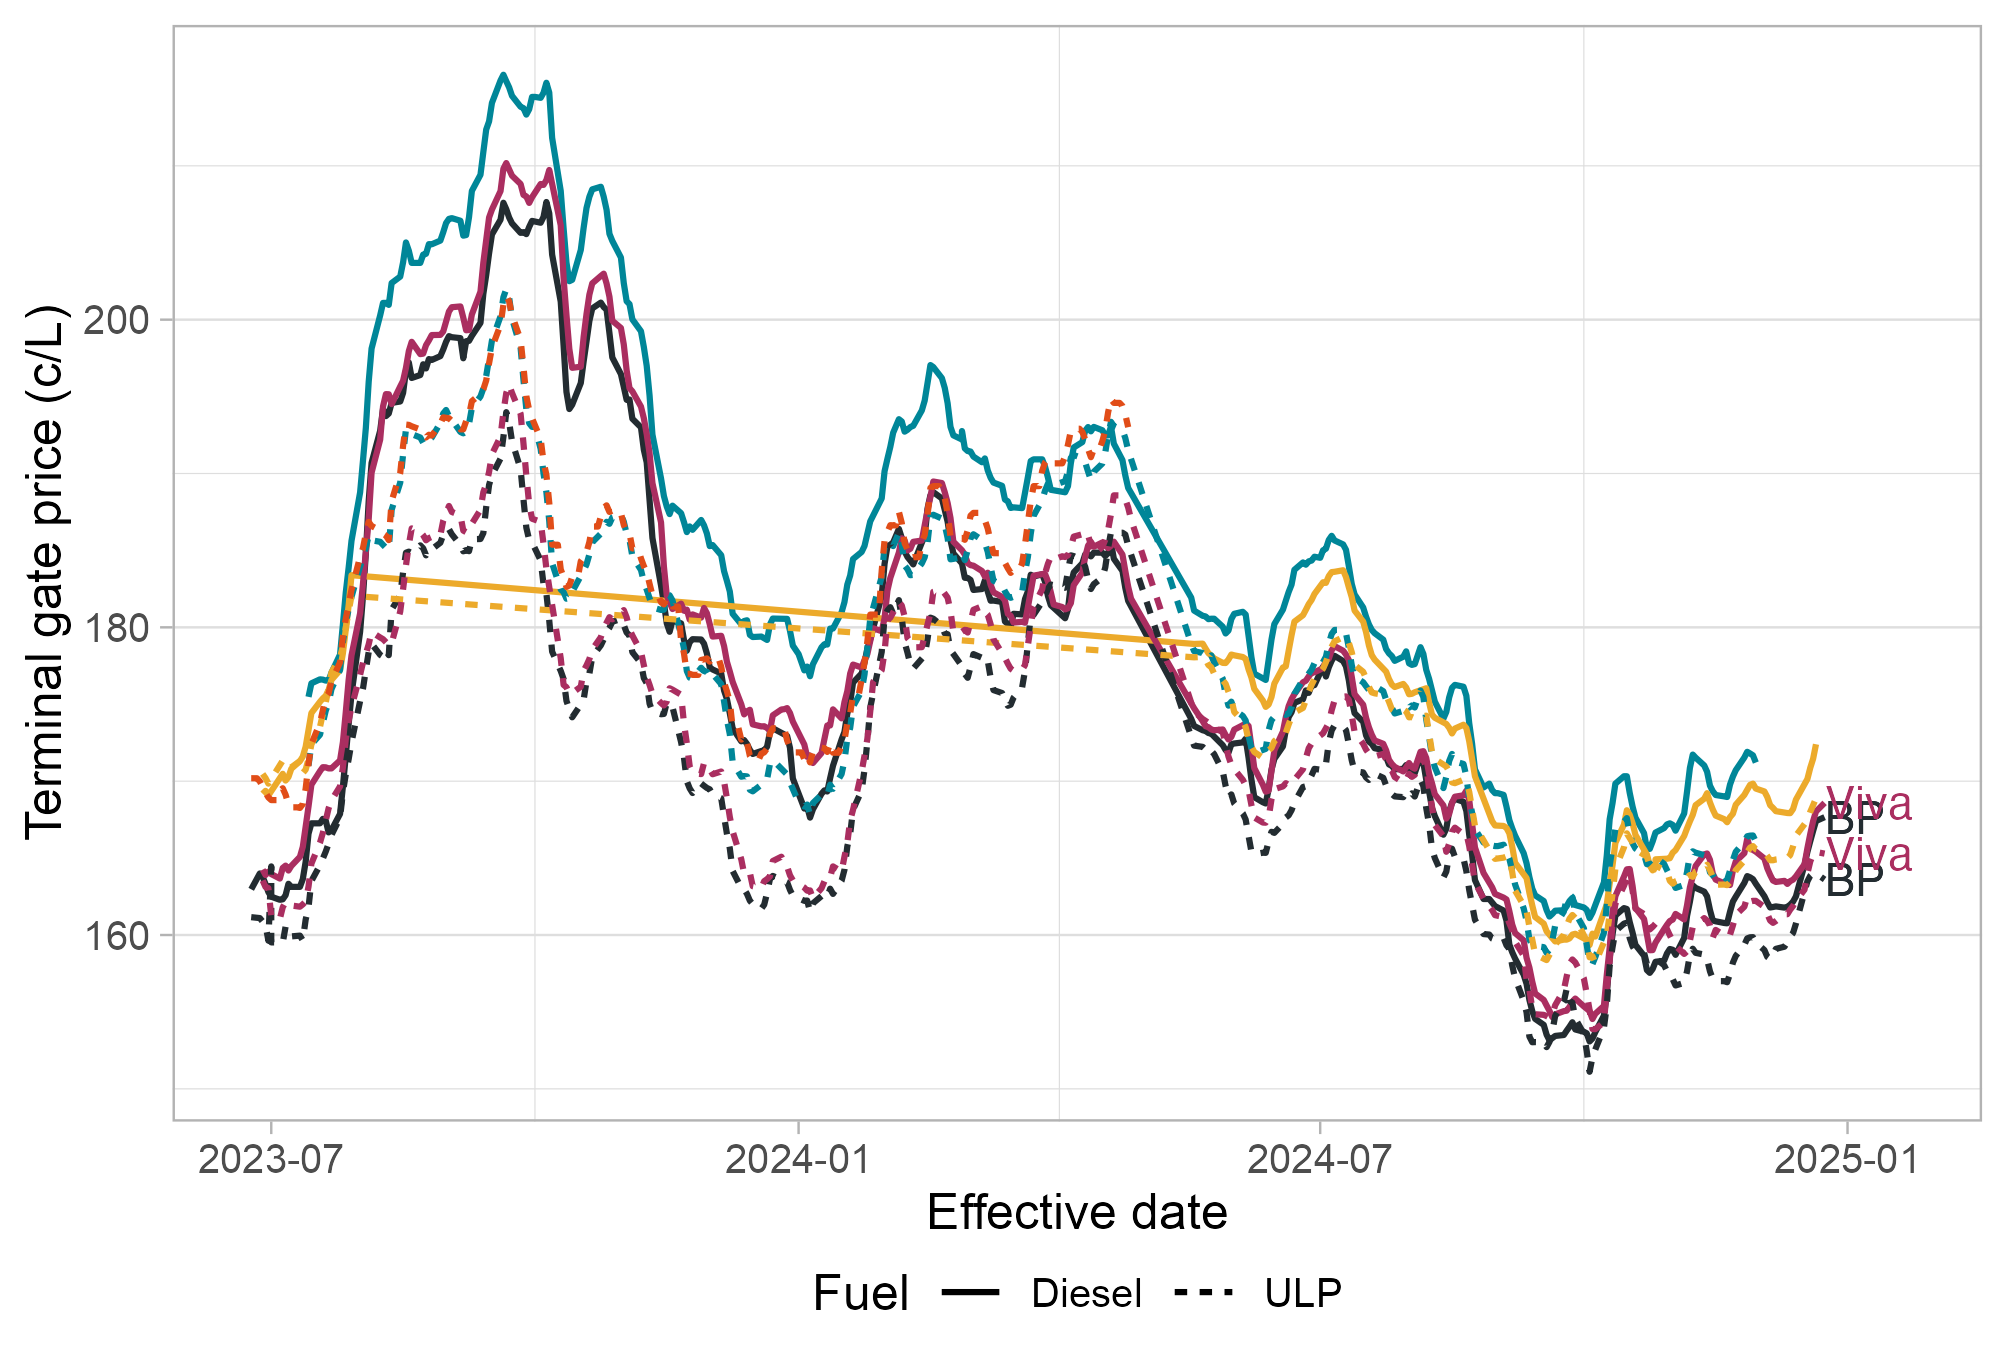 Terminal gate price (c/L)
200
180
160
Viva
BP
Viva
BP
2023-07
2024-01
2024-07
2025-01
Effective date
Fuel
Diesel
ULP